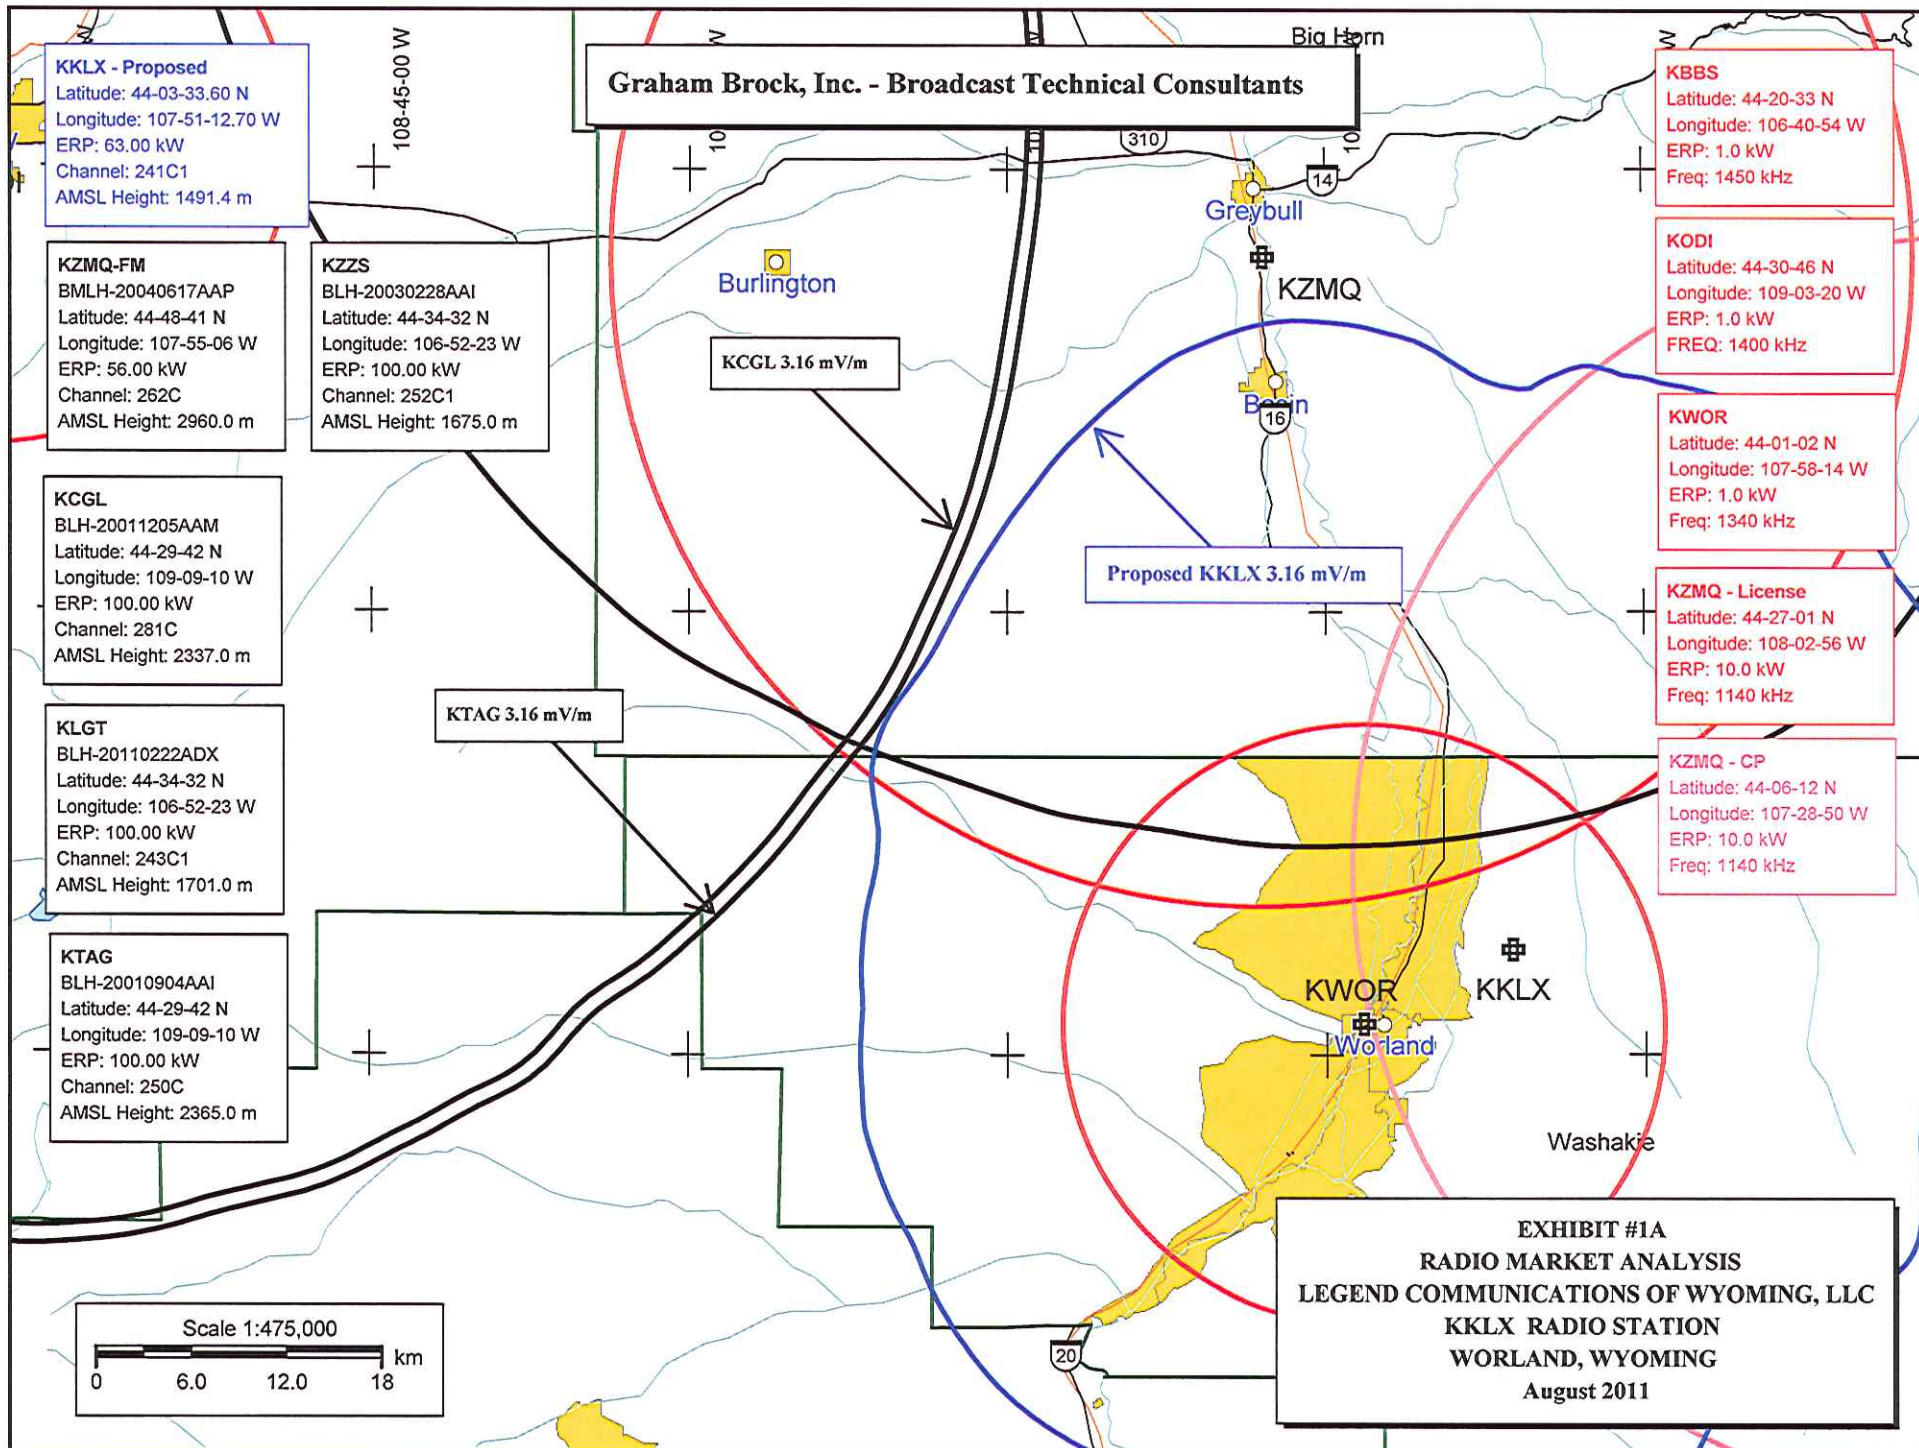 Graham Brock, Inc. - Broadcast Technical Consultants
KKLX - Proposed
Latitude: 44-03-33.60 N
Longitude: 107-51-12.70 W
ERP: 63.00 kW
Channel: 241C1
AMSL Height: 1491.4 m
108-45-00 W
W
W
W
Big Horn
310
14
Greybull
KZMQ
Burlington
Basin
16
KZMQ-FM
BMLH-20040617AAP
Latitude: 44-48-41 N
Longitude: 107-55-06 W
ERP: 56.00 kW
Channel: 262C
AMSL Height: 2960.0 m
KZZS
BLH-20030228AAI
Latitude: 44-34-32 N
Longitude: 106-52-23 W
ERP: 100.00 kW
Channel: 252C1
AMSL Height: 1675.0 m
KCGL
BLH-20011205AAM
Latitude: 44-29-42 N
Longitude: 109-09-10 W
ERP: 100.00 kW
Channel: 281C
AMSL Height: 2337.0 m
KLGT
BLH-20110222ADX
Latitude: 44-34-32 N
Longitude: 106-52-23 W
ERP: 100.00 kW
Channel: 243C1
AMSL Height: 1701.0 m
KTAG
BLH-20010904AAI
Latitude: 44-29-42 N
Longitude: 109-09-10 W
ERP: 100.00 kW
Channel: 250C
AMSL Height: 2365.0 m
KCGL 3.16 mV/m
Proposed KKLX 3.16 mV/m
KTAG 3.16 mV/m
KBBS
Latitude: 44-20-33 N
Longitude: 106-40-54 W
ERP: 1.0 kW
Freq: 1450 kHz
KODI
Latitude: 44-30-46 N
Longitude: 109-03-20 W
ERP: 1.0 kW
FREQ: 1400 kHz
KWOR
Latitude: 44-01-02 N
Longitude: 107-58-14 W
ERP: 1.0 kW
Freq: 1340 kHz
KZMQ - License
Latitude: 44-27-01 N
Longitude: 108-02-56 W
ERP: 10.0 kW
Freq: 1140 kHz
KZMQ - CP
Latitude: 44-06-12 N
Longitude: 107-28-50 W
ERP: 10.0 kW
Freq: 1140 kHz
KWOR
KKLX
Worland
Washakie
20
Scale 1:475,000
km
0 6.0 12.0 18
EXHIBIT #1A
RADIO MARKET ANALYSIS
LEGEND COMMUNICATIONS OF WYOMING, LLC
KKLX RADIO STATION
WORLAND, WYOMING
August 2011